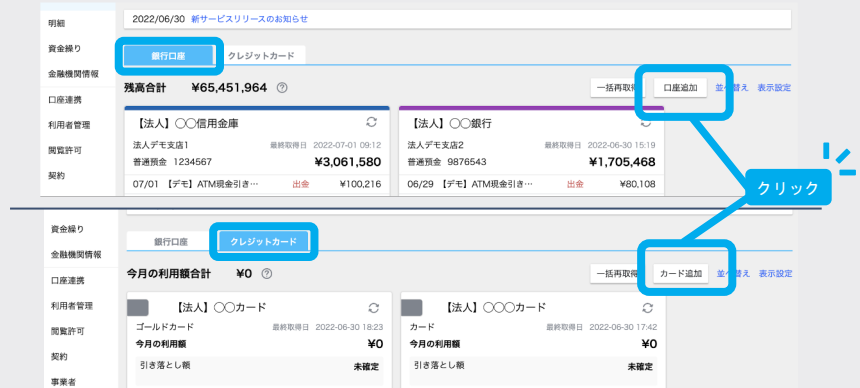 明細
2022/06/30 新サービスリリースのお知らせ
資金繰り
銀行口座 クレジットカード
金融機関情報
残高合計 ¥65,451,964 ?
一括再取得 口座追加 並べ替え 表示設定
口座連携
【法人】〇〇信用金庫
【法人】〇〇銀行
利用者管理
法人デモ支店1 最終取得日 2022-07-01 09:12
法人デモ支店2 最終取得日 2022-06-30 15:19
閲覧許可
普通預金 1234567 ¥3,061,580
普通預金 9876543 ¥1,705,468
契約
07/01 【デモ】ATM現金引き… 出金 ¥100,216
06/29 【デモ】ATM現金引き… 出金 ¥80,108
クリック
資金繰り
銀行口座 クレジットカード
金融機関情報
今月の利用額合計 ¥0 ?
一括再取得 カード追加 並べ替え 表示設定
口座連携
【法人】〇〇カード
【法人】〇〇〇カード
利用者管理
ゴールドカード 最終取得日 2022-06-30 18:23
カード 最終取得日 2022-06-30 17:42
閲覧許可
今月の利用額 ¥0
今月の利用額 ¥0
契約
引き落とし額 未確定
引き落とし額 未確定
事業者